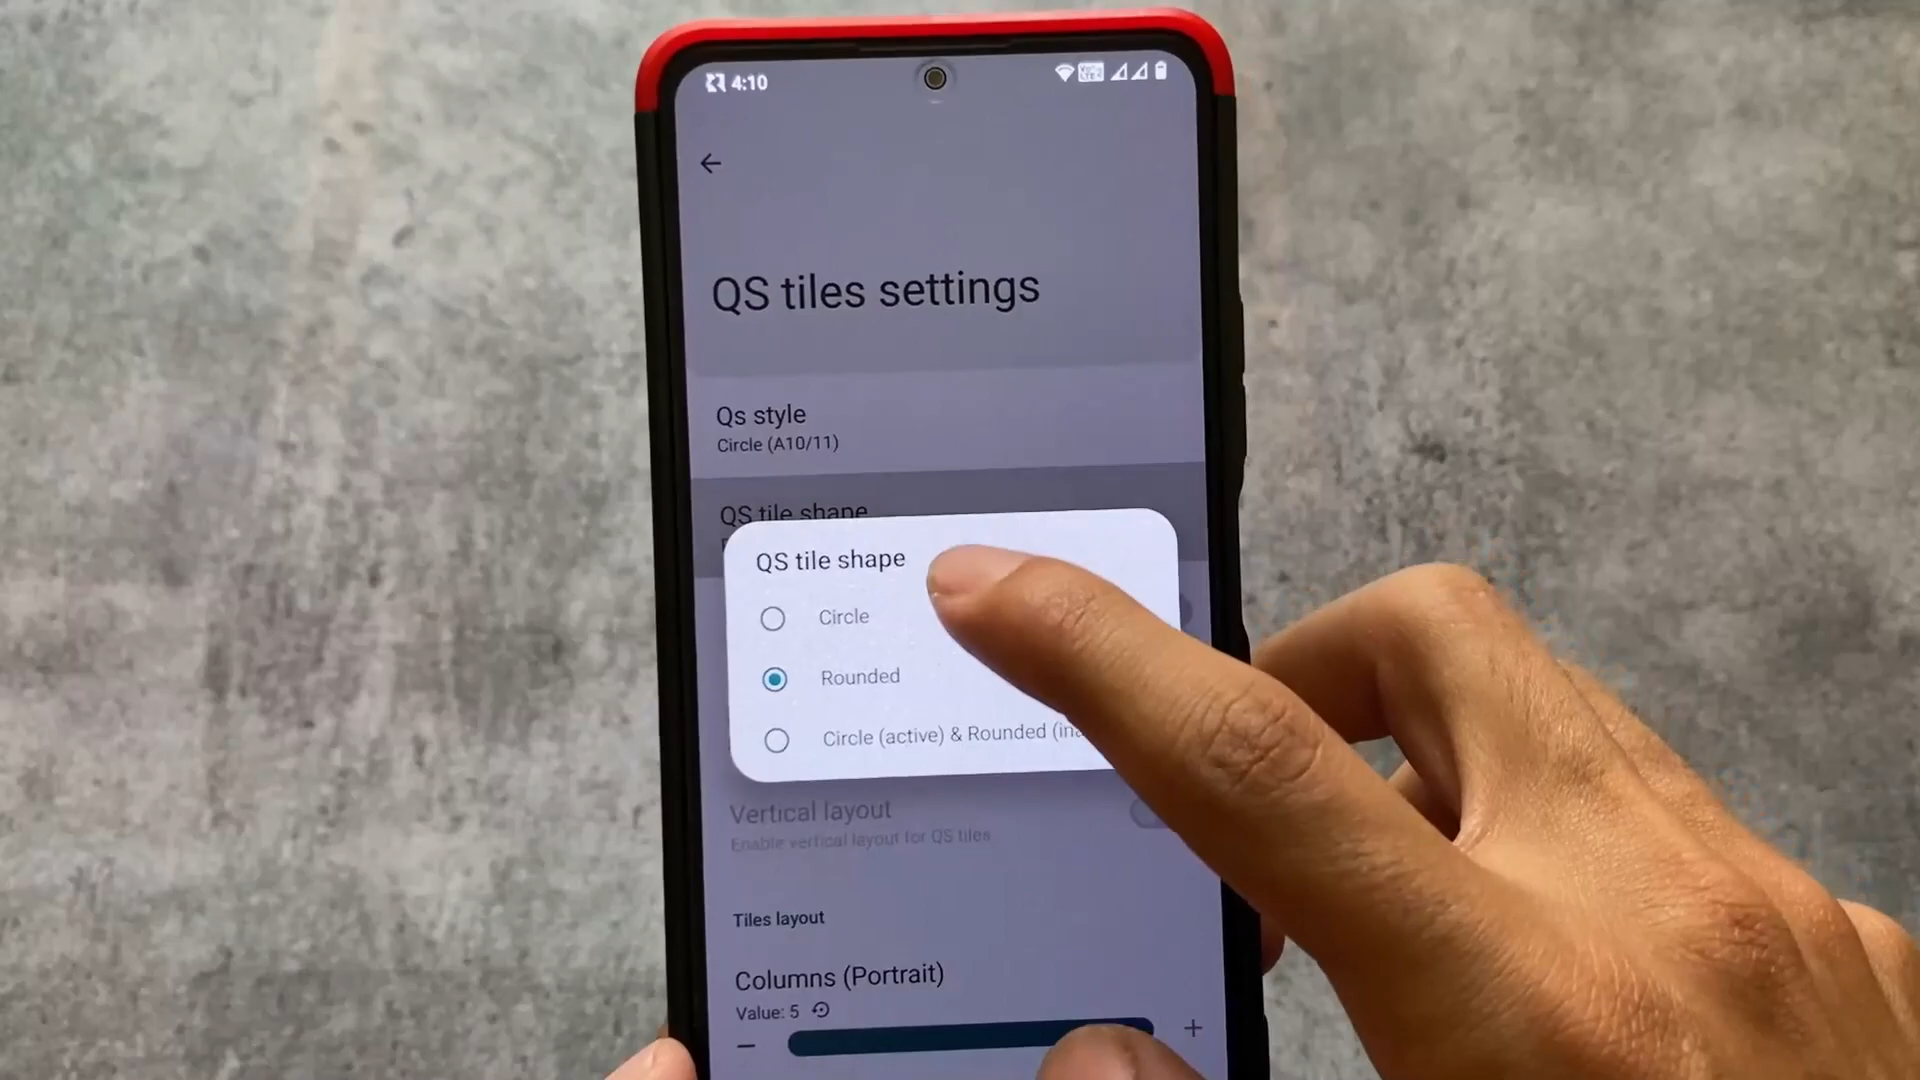 4:10
QS tiles settings
Qs style
Circle (A10/11)
QS tile shape
QS tile shape
Circle
Rounded
Circle (active) & Rounded
Vertical layout
Enable vertical layout for QS tiles
Tiles layout
Columns (Portrait)
Value: 5
− +